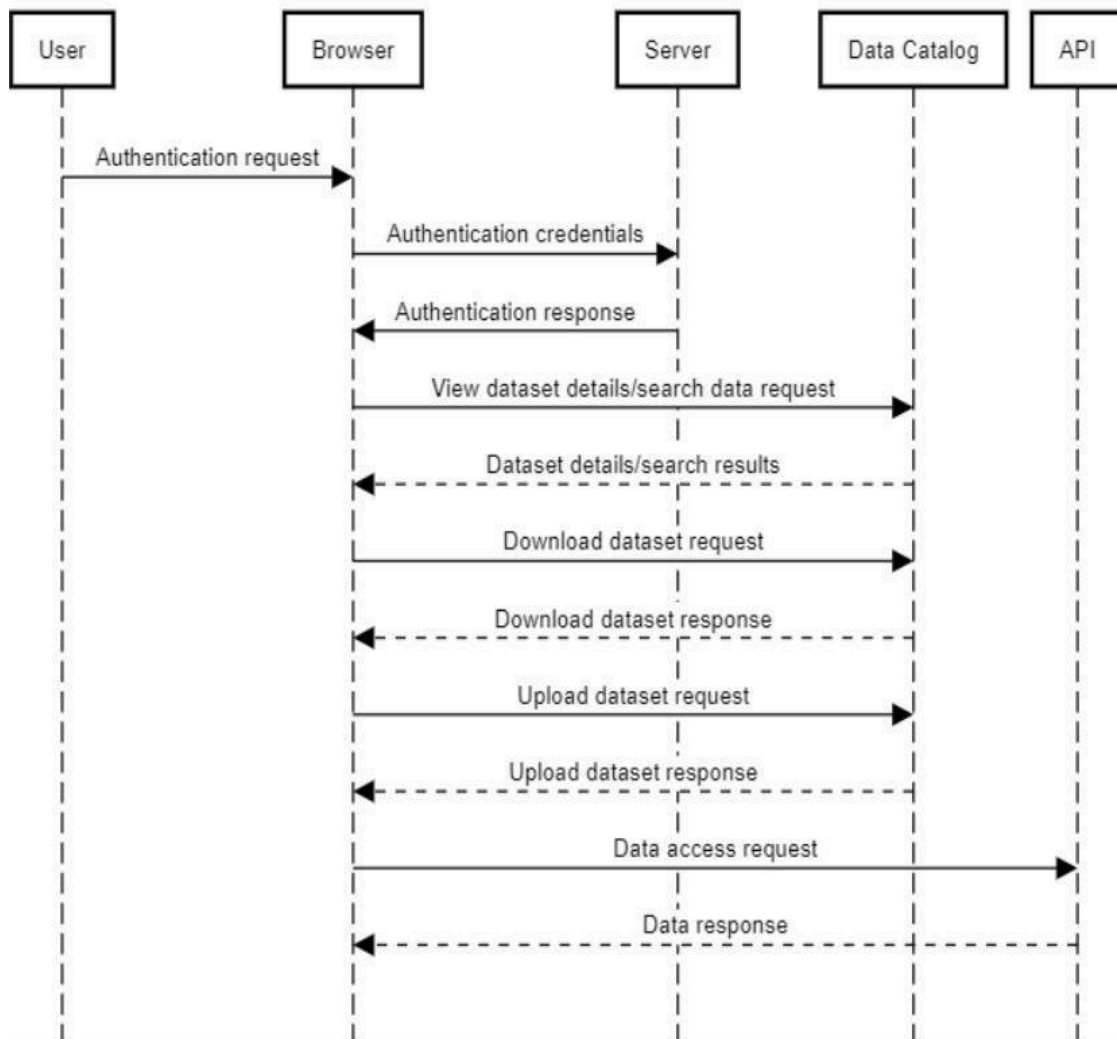 User
Browser
Server
Data Catalog
API
Authentication request
Authentication credentials
Authentication response
View dataset details/search data request
Dataset details/search results
Download dataset request
Download dataset response
Upload dataset request
Upload dataset response
Data access request
Data response